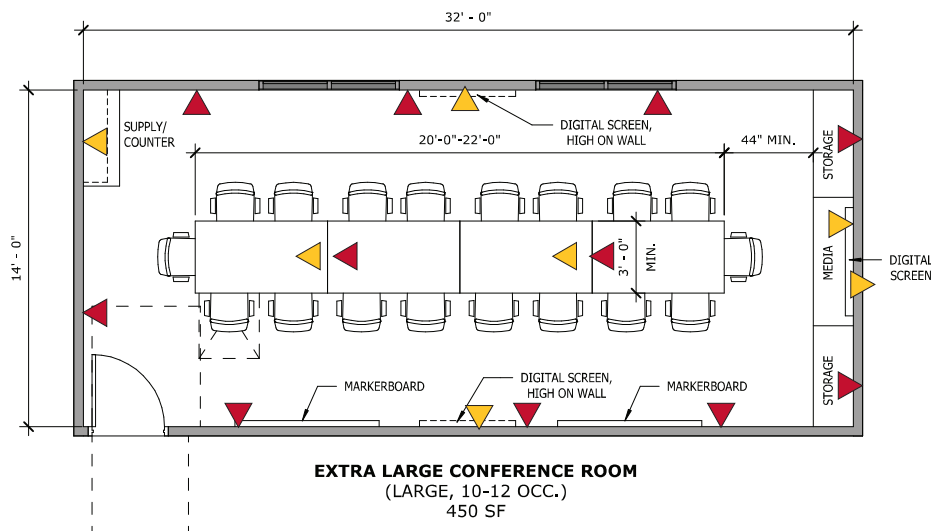 32' - 0"
SUPPLY/
COUNTER
DIGITAL SCREEN,
HIGH ON WALL
20'-0"-22'-0"
44" MIN.
STORAGE
14' - 0"
3' - 0"
MIN.
MEDIA
DIGITAL
SCREEN
STORAGE
MARKERBOARD
DIGITAL SCREEN,
HIGH ON WALL
MARKERBOARD
EXTRA LARGE CONFERENCE ROOM
(LARGE, 10-12 OCC.)
450 SF